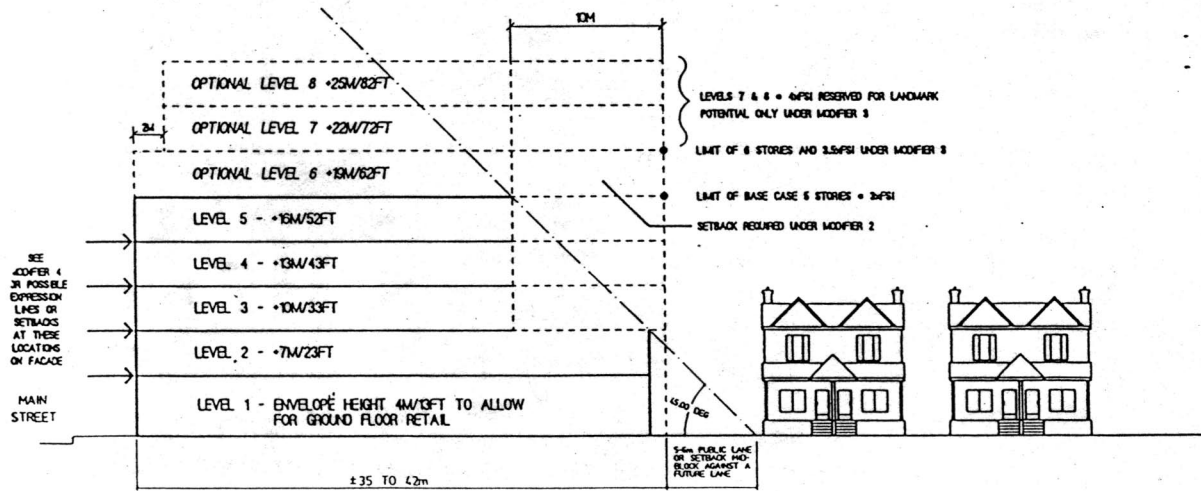 10M
OPTIONAL LEVEL 8 +25M/82FT
OPTIONAL LEVEL 7 +22M/72FT
2M
OPTIONAL LEVEL 6 +19M/62FT
LEVEL 5 - +16M/52FT
LEVEL 4 - +13M/43FT
LEVEL 3 - +10M/33FT
LEVEL 2 - +7M/23FT
LEVEL 1 - ENVELOPE HEIGHT 4M/13FT TO ALLOW
FOR GROUND FLOOR RETAIL
LEVELS 7 & 8 = 4xFSI RESERVED FOR LANDMARK
POTENTIAL ONLY UNDER MODIFIER 3
LIMIT OF 6 STORIES AND 3.5xFSI UNDER MODIFIER 3
LIMIT OF BASE CASE 5 STORIES = 3xFSI
SETBACK REQUIRED UNDER MODIFIER 2
SEE
MODIFIER 4
OR POSSIBLE
EXPRESSION
LINES OR
SETBACKS
AT THESE
LOCATIONS
ON FACADE
MAIN
STREET
45.00 DEG
5-6m PUBLIC LANE
OR SETBACK MID-
BLOCK AGAINST A
FUTURE LANE
±35 TO 42m